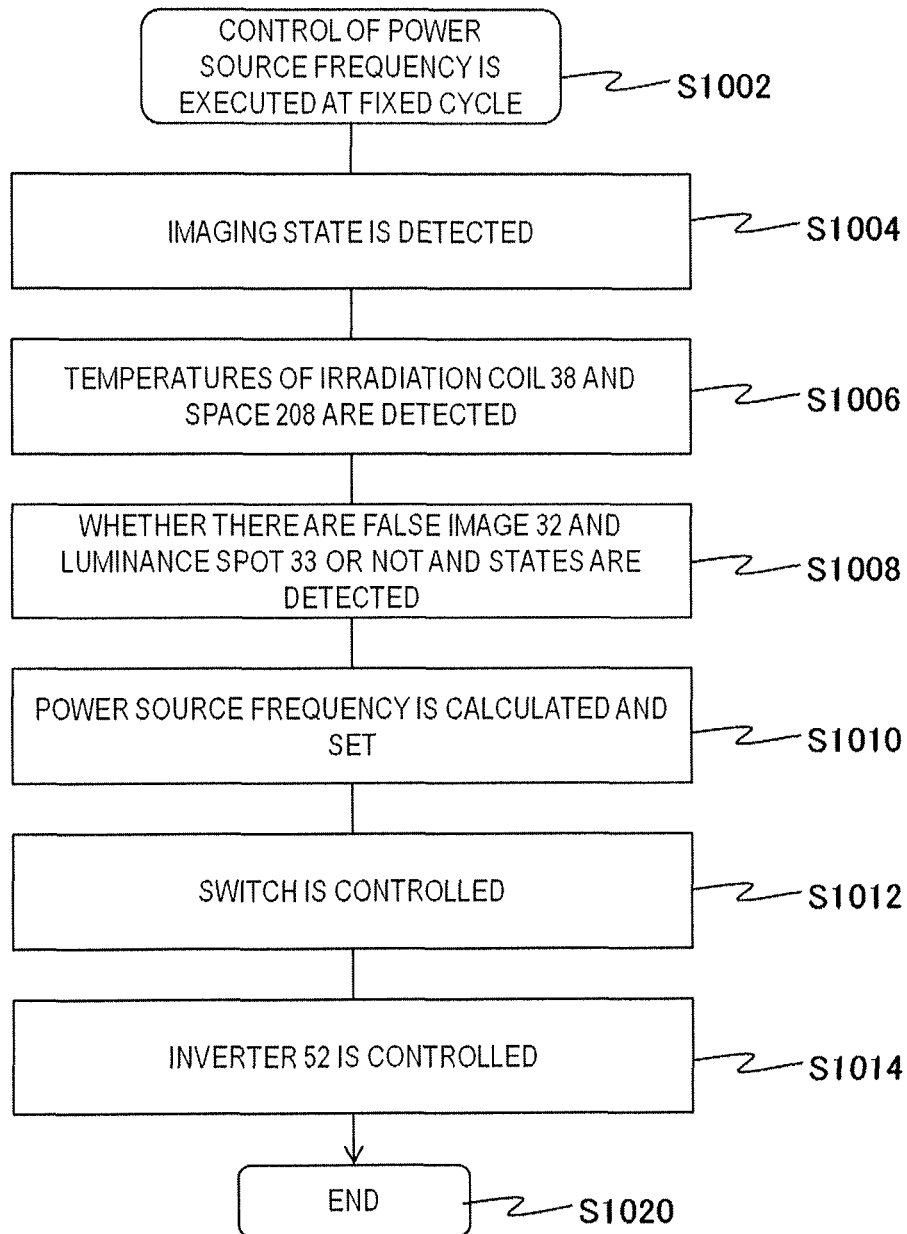 CONTROL OF POWER
SOURCE FREQUENCY IS
EXECUTED AT FIXED CYCLE
S1002
IMAGING STATE IS DETECTED
S1004
TEMPERATURES OF IRRADIATION COIL 38 AND
SPACE 208 ARE DETECTED
S1006
WHETHER THERE ARE FALSE IMAGE 32 AND
LUMINANCE SPOT 33 OR NOT AND STATES ARE
DETECTED
S1008
POWER SOURCE FREQUENCY IS CALCULATED AND
SET
S1010
SWITCH IS CONTROLLED
S1012
INVERTER 52 IS CONTROLLED
S1014
END
S1020